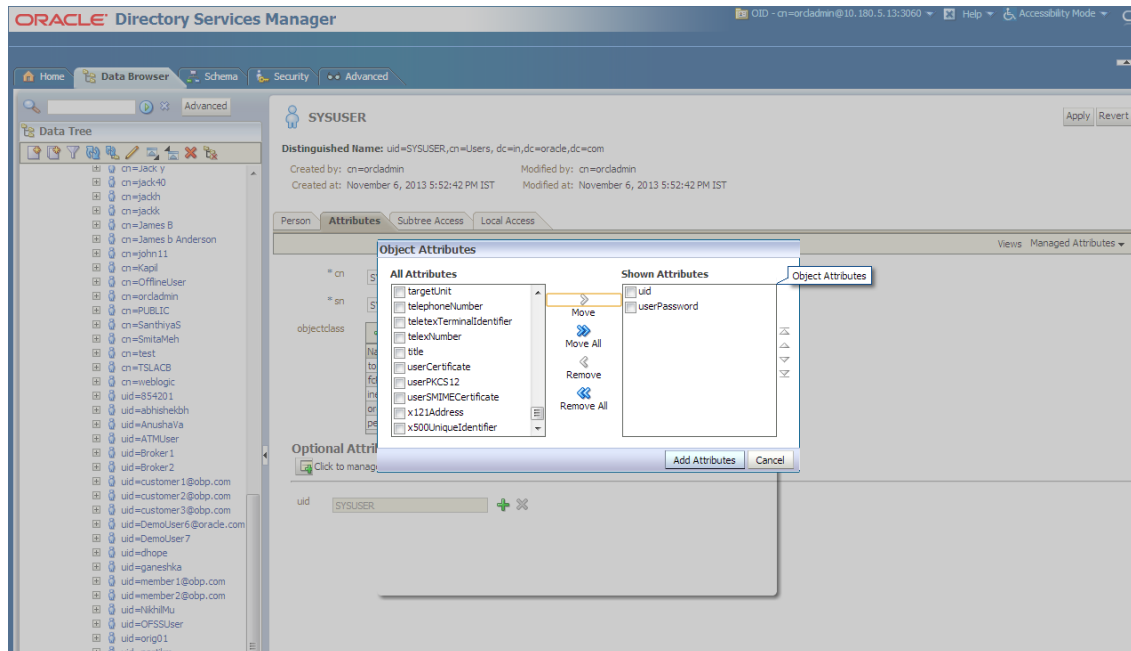 ORACLE Directory Services Manager
OID - cn=orcladmin@10.180.5.13:3060 Help Accessibility Mode
Home Data Browser Schema Security Advanced
Advanced
Data Tree
cn=Jack y
cn=jack40
cn=jackh
cn=jackk
cn=James B
cn=James b Anderson
cn=john11
cn=Kapil
cn=OfflineUser
cn=orcladmin
cn=PUBLIC
cn=SanthiyaS
cn=SmitaMeh
cn=test
cn=TSLACB
cn=weblogic
uid=854201
uid=abhishekbh
uid=AnushaVa
uid=ATMUser
uid=Broker1
uid=Broker2
uid=customer1@obp.com
uid=customer2@obp.com
uid=customer3@obp.com
uid=DemoUser6@oracle.com
uid=DemoUser7
uid=dhope
uid=ganeshka
uid=member1@obp.com
uid=member2@obp.com
uid=NikhilMu
uid=OFSSUser
uid=orig01
SYSUSER
Apply Revert
Distinguished Name: uid=SYSUSER,cn=Users, dc=in,dc=oracle,dc=com
Created by: cn=orcladmin Modified by: cn=orcladmin
Created at: November 6, 2013 5:52:42 PM IST Modified at: November 6, 2013 5:52:42 PM IST
Person Attributes Subtree Access Local Access
Views Managed Attributes
* cn
* sn
objectclass
Na
to
ine
or
pe
Optional Attri
Click to manag
uid SYSUSER
Object Attributes
All Attributes
targetUnit
telephoneNumber
teletexTerminalIdentifier
telexNumber
title
userCertificate
userPKCS12
userSMIMECertificate
x121Address
x500UniqueIdentifier
Move
Move All
Remove
Remove All
Shown Attributes
uid
userPassword
Object Attributes
Add Attributes Cancel